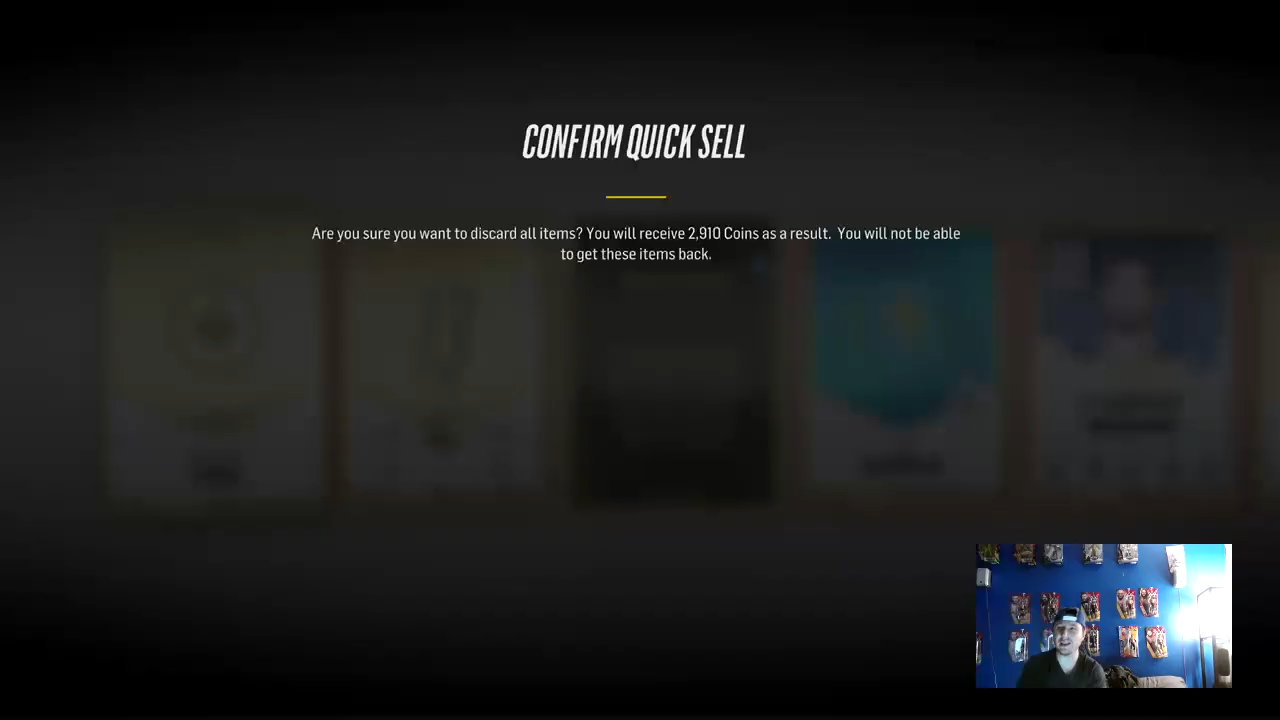 CONFIRM QUICK SELL
Are you sure you want to discard all items? You will receive 2,910 Coins as a result.  You will not be able
to get these items back.